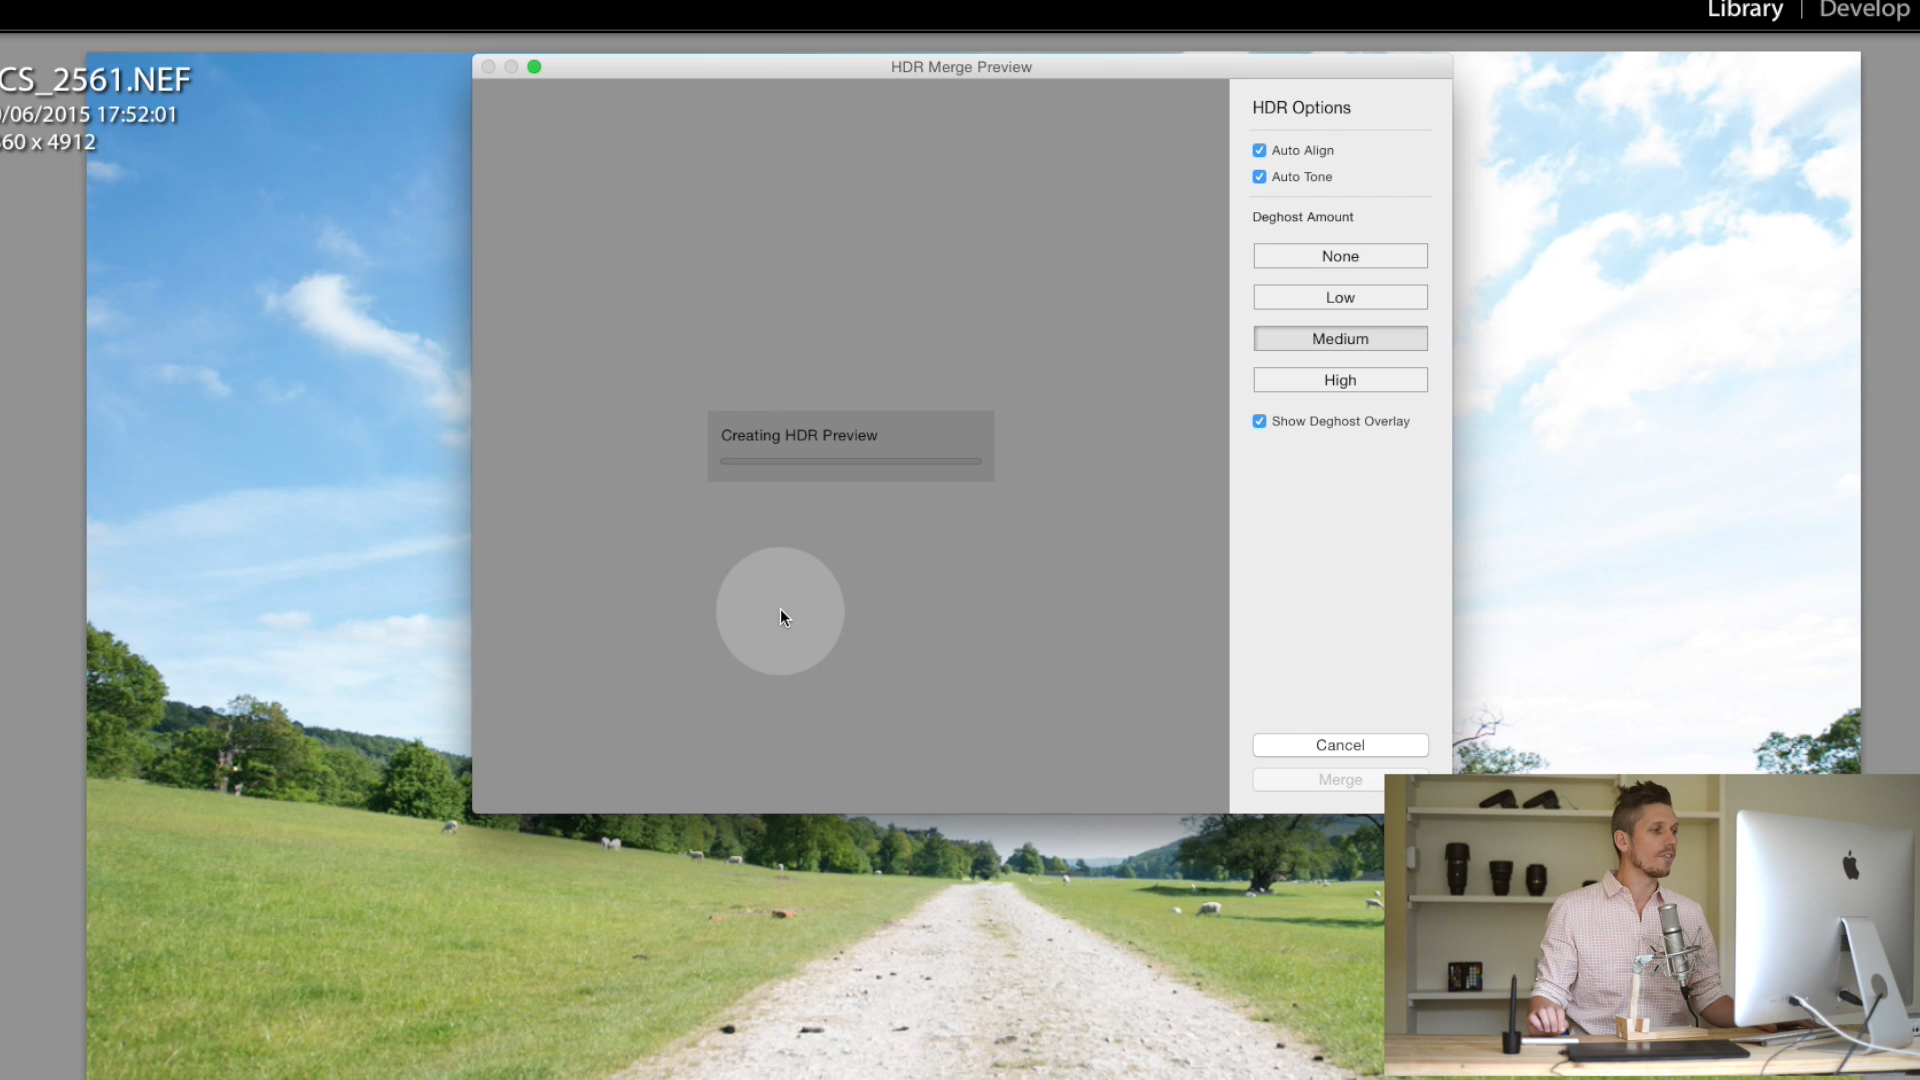 Library | Develop
CS_2561.NEF
/06/2015 17:52:01
60 x 4912
HDR Merge Preview
HDR Options
Auto Align
Auto Tone
Deghost Amount
None
Low
Medium
High
Show Deghost Overlay
Creating HDR Preview
Cancel
Merge